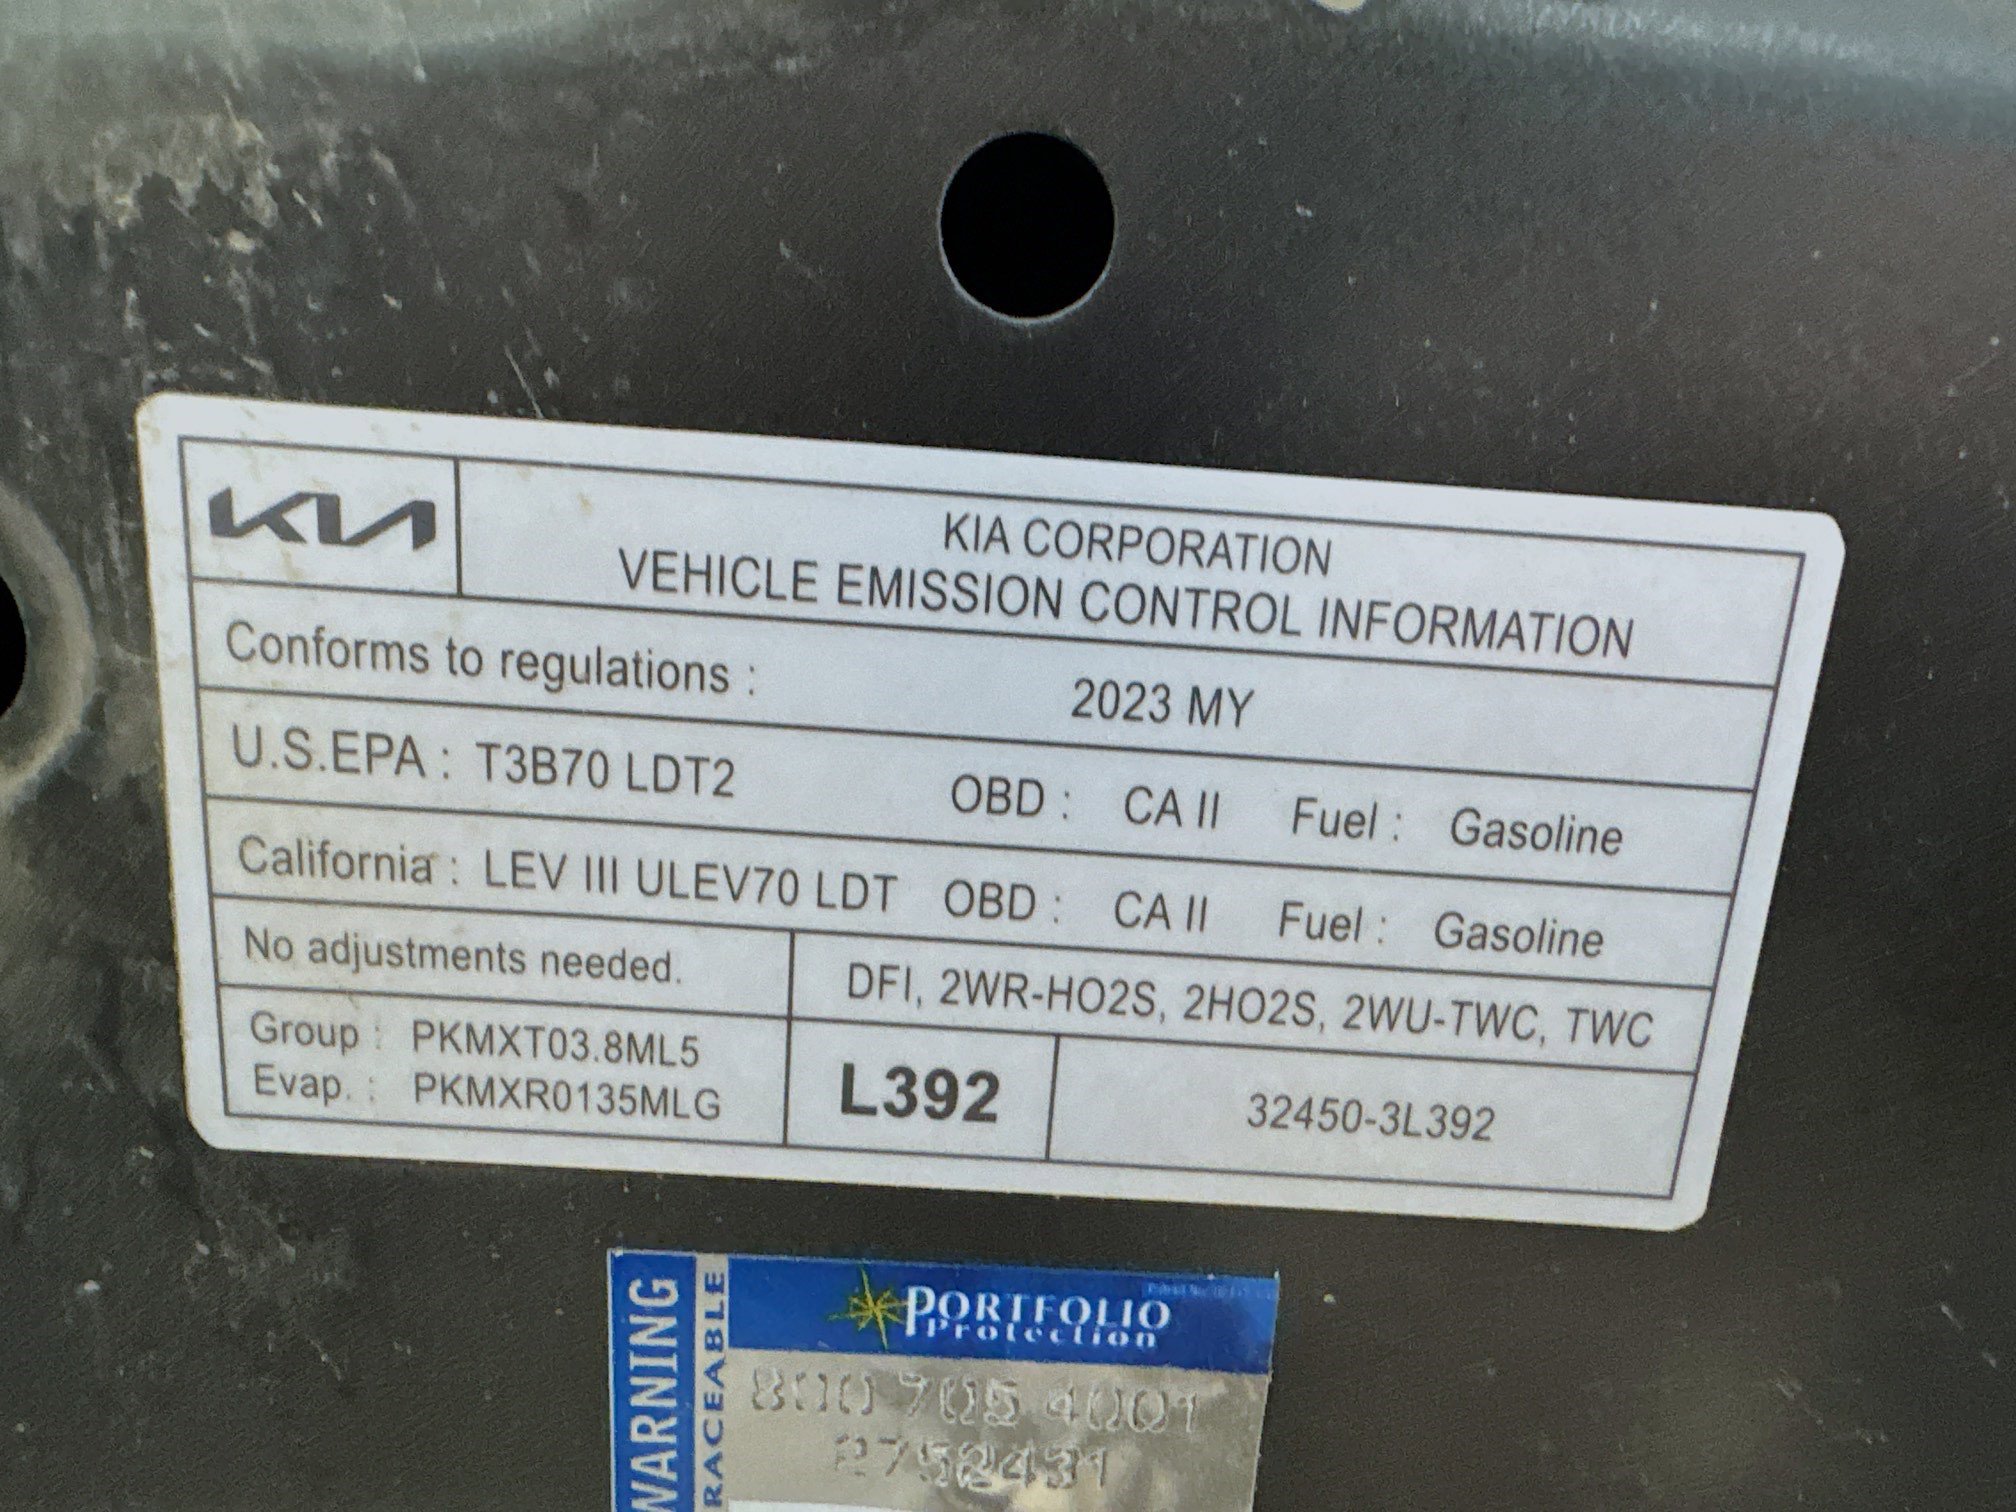 KIA
KIA CORPORATION
VEHICLE EMISSION CONTROL INFORMATION
Conforms to regulations : 2023 MY
U.S.EPA : T3B70 LDT2 OBD : CA II Fuel : Gasoline
California : LEV III ULEV70 LDT OBD : CA II Fuel : Gasoline
No adjustments needed. DFI, 2WR-HO2S, 2HO2S, 2WU-TWC, TWC
Group : PKMXT03.8ML5
Evap. : PKMXR0135MLG
L392
32450-3L392
WARNING
RACEABLE
PORTFOLIO
Protection
800 705 4001
2752431